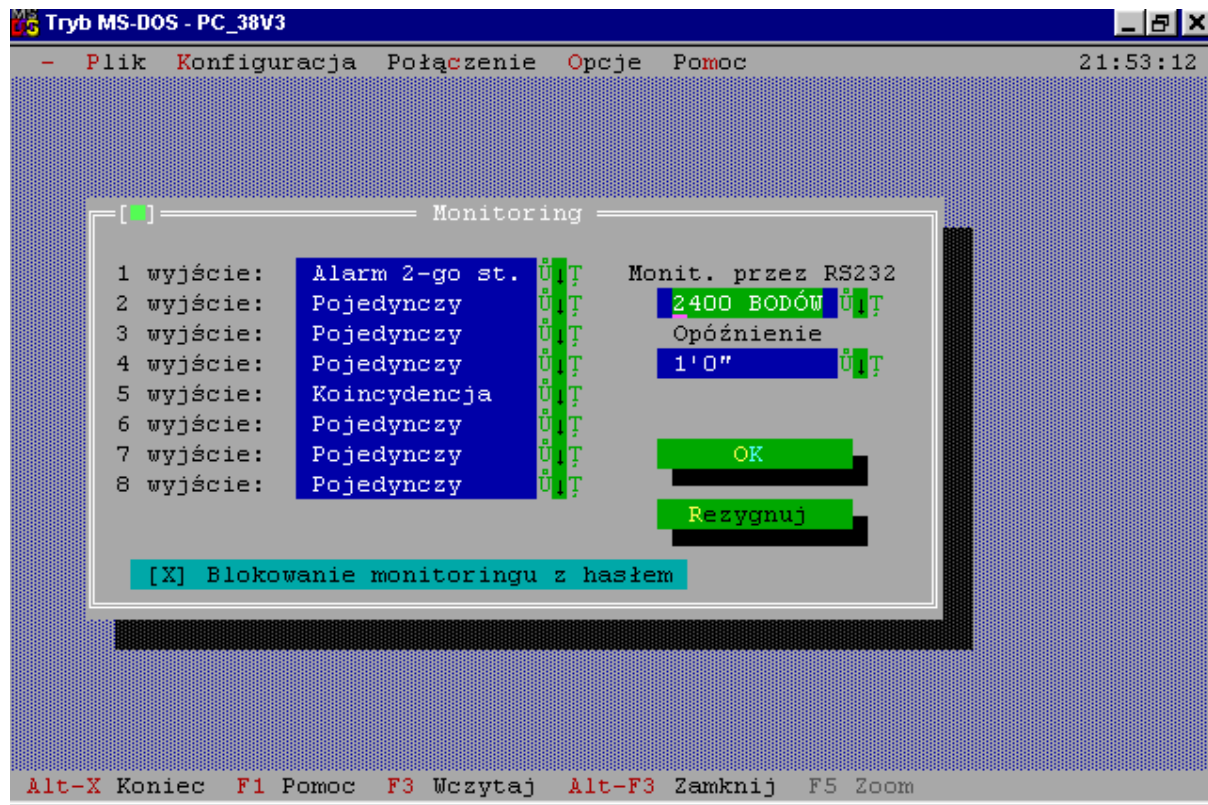 MS DOS Tryb MS-DOS - PC_38V3
- Plik Konfiguracja Połączenie Opcje Pomoc 21:53:12
[■] Monitoring
1 wyjście: Alarm 2-go st. Ů↓Ţ
2 wyjście: Pojedynczy Ů↓Ţ
3 wyjście: Pojedynczy Ů↓Ţ
4 wyjście: Pojedynczy Ů↓Ţ
5 wyjście: Koincydencja Ů↓Ţ
6 wyjście: Pojedynczy Ů↓Ţ
7 wyjście: Pojedynczy Ů↓Ţ
8 wyjście: Pojedynczy Ů↓Ţ
Monit. przez RS232
2400 BODÓW Ů↓Ţ
Opóźnienie
1'0" Ů↓Ţ
OK
Rezygnuj
[X] Blokowanie monitoringu z hasłem
Alt-X Koniec F1 Pomoc F3 Wczytaj Alt-F3 Zamknij F5 Zoom